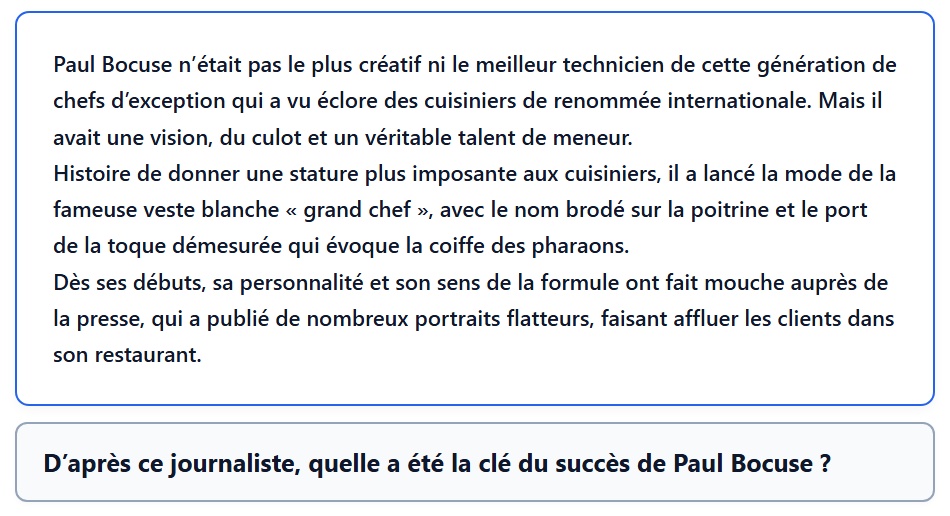 Paul Bocuse n’était pas le plus créatif ni le meilleur technicien de cette génération de
chefs d’exception qui a vu éclore des cuisiniers de renommée internationale. Mais il
avait une vision, du culot et un véritable talent de meneur.
Histoire de donner une stature plus imposante aux cuisiniers, il a lancé la mode de la
fameuse veste blanche « grand chef », avec le nom brodé sur la poitrine et le port
de la toque démesurée qui évoque la coiffe des pharaons.
Dès ses débuts, sa personnalité et son sens de la formule ont fait mouche auprès de
la presse, qui a publié de nombreux portraits flatteurs, faisant affluer les clients dans
son restaurant.
D’après ce journaliste, quelle a été la clé du succès de Paul Bocuse ?